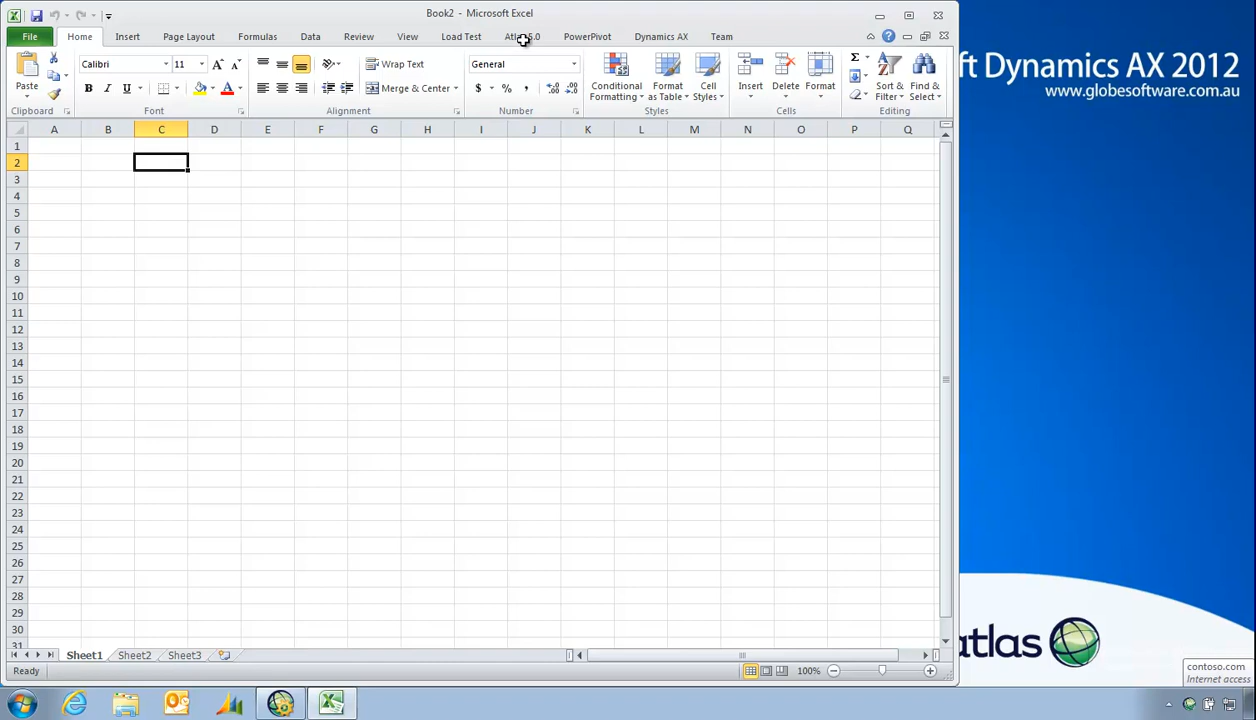 Book2 - Microsoft Excel
File Home Insert Page Layout Formulas Data Review View Load Test Atlas 5.0 PowerPivot Dynamics AX Team
Paste
Clipboard
Calibri 11
B I U A
Font
Wrap Text
Merge & Center
Alignment
General
$ % ,
Number
Conditional Formatting
Format as Table
Cell Styles
Styles
Insert Delete Format
Cells
Σ
Sort & Filter
Find & Select
Editing
ft Dynamics AX 2012
www.globesoftware.com.au
A B C D E F G H I J K L M N O P Q
1
2
3
4
5
6
7
8
9
10
11
12
13
14
15
16
17
18
19
20
21
22
23
24
25
26
27
28
29
30
31
Sheet1 Sheet2 Sheet3
Ready
100%
atlas
contoso.com
Internet access